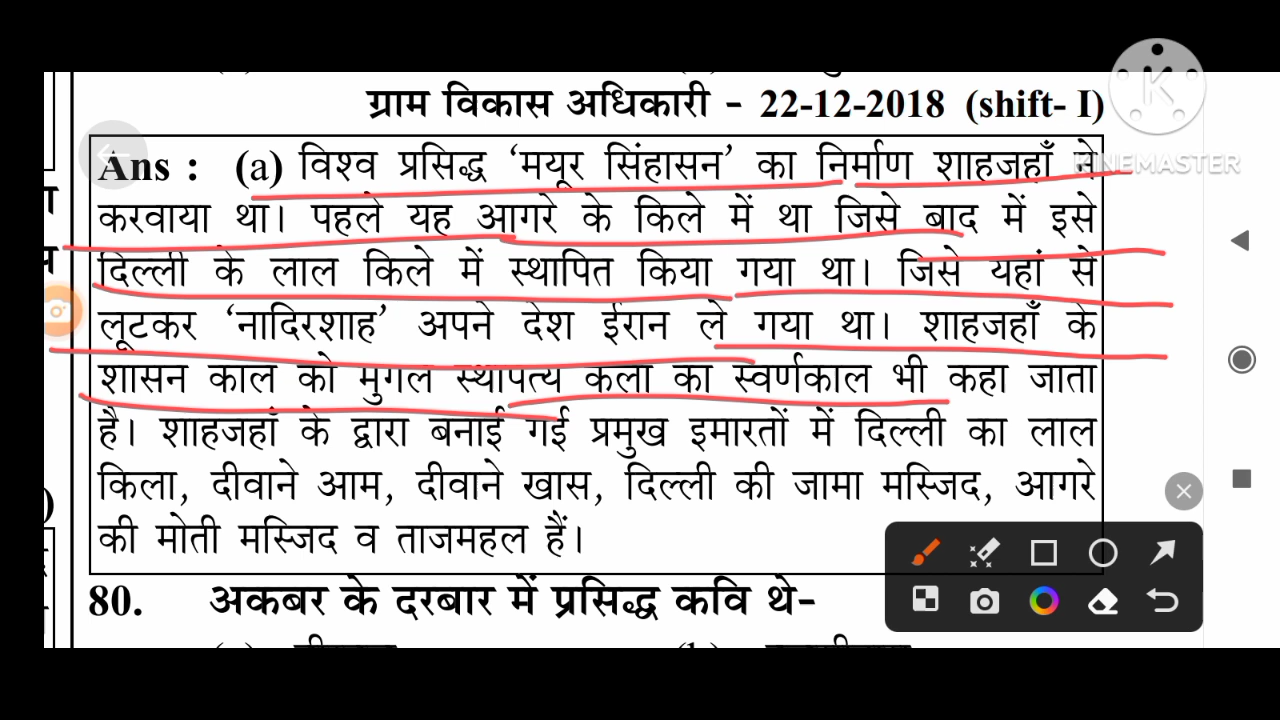 ग्राम विकास अधिकारी - 22-12-2018 (shift- I)
KINEMASTER
Ans : (a) विश्व प्रसिद्ध ‘मयूर सिंहासन’ का निर्माण शाहजहाँ ने
करवाया था। पहले यह आगरे के किले में था जिसे बाद में इसे
दिल्ली के लाल किले में स्थापित किया गया था। जिसे यहां से
लूटकर ‘नादिरशाह’ अपने देश ईरान ले गया था। शाहजहाँ के
शासन काल को मुगल स्थापत्य कला का स्वर्णकाल भी कहा जाता
है। शाहजहाँ के द्वारा बनाई गई प्रमुख इमारतों में दिल्ली का लाल
किला, दीवाने आम, दीवाने खास, दिल्ली की जामा मस्जिद, आगरे
की मोती मस्जिद व ताजमहल हैं।
80. अकबर के दरबार में प्रसिद्ध कवि थे-